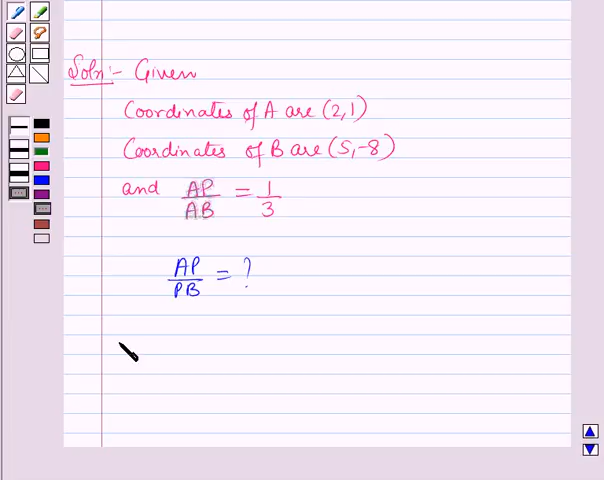 Soln:- Given
Coordinates of A are (2,1)
Coordinates of B are (5,-8)
and AP/AB = 1/3
AP/PB = ?